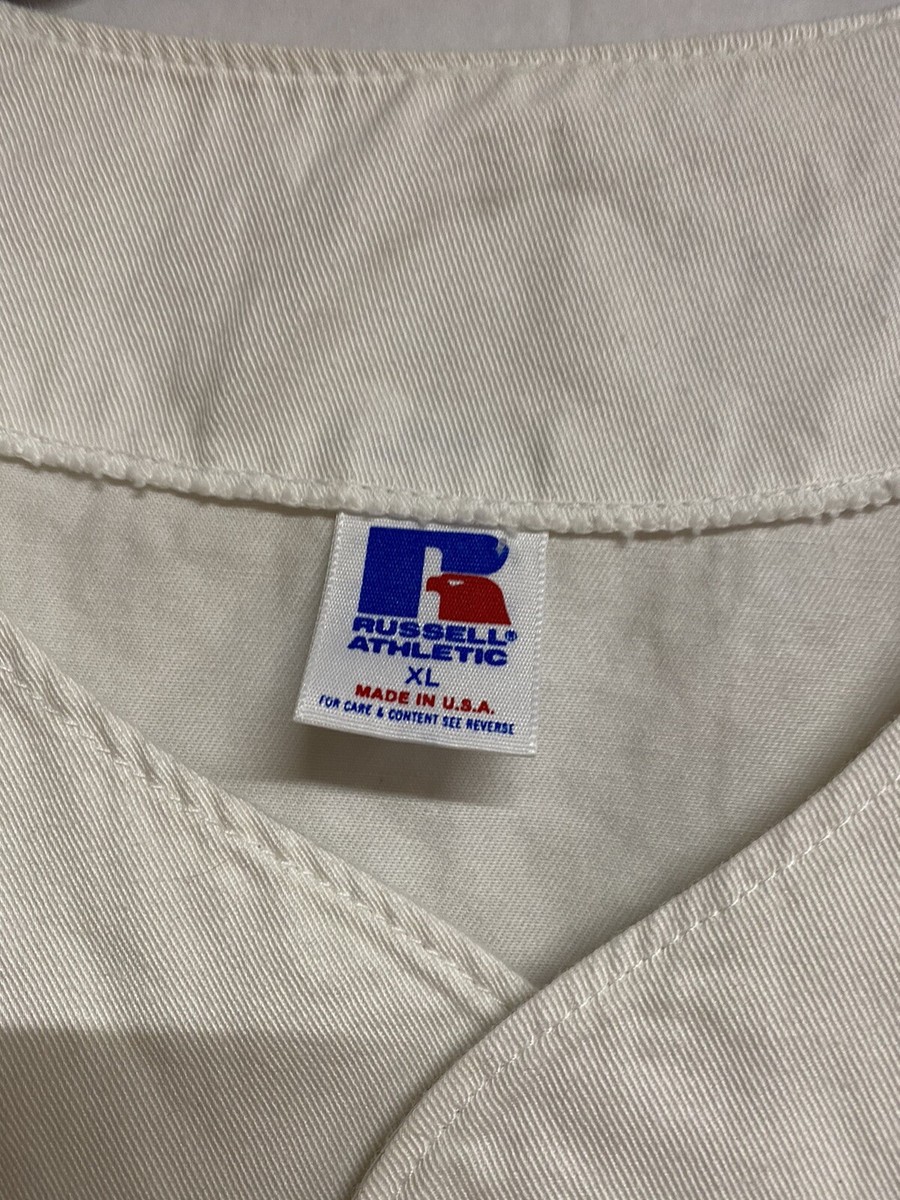 RUSSELL®
ATHLETIC
XL
MADE IN U.S.A.
FOR CARE & CONTENT SEE REVERSE